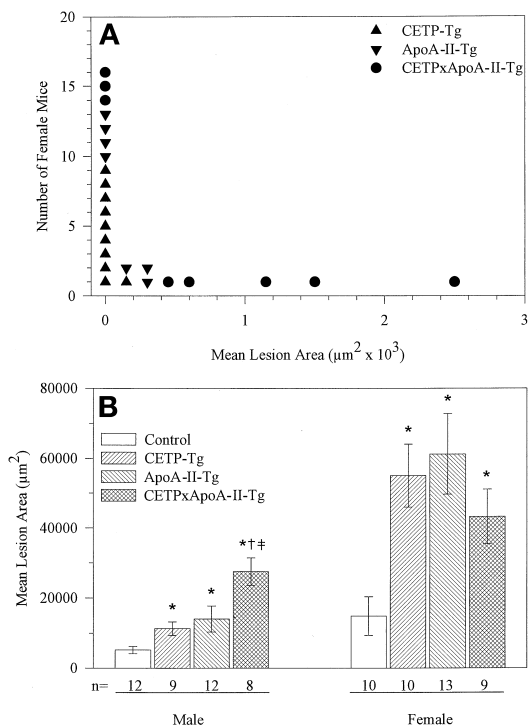 A
CETP-Tg
ApoA-II-Tg
CETPxApoA-II-Tg
Number of Female Mice
20
15
10
5
0
0 1 2 3
Mean Lesion Area (µm2 x 103)
B
Control
CETP-Tg
ApoA-II-Tg
CETPxApoA-II-Tg
Mean Lesion Area (µm2)
80000
60000
40000
20000
0
* * *†‡ * * *
n= 12 9 12 8 10 10 13 9
Male Female